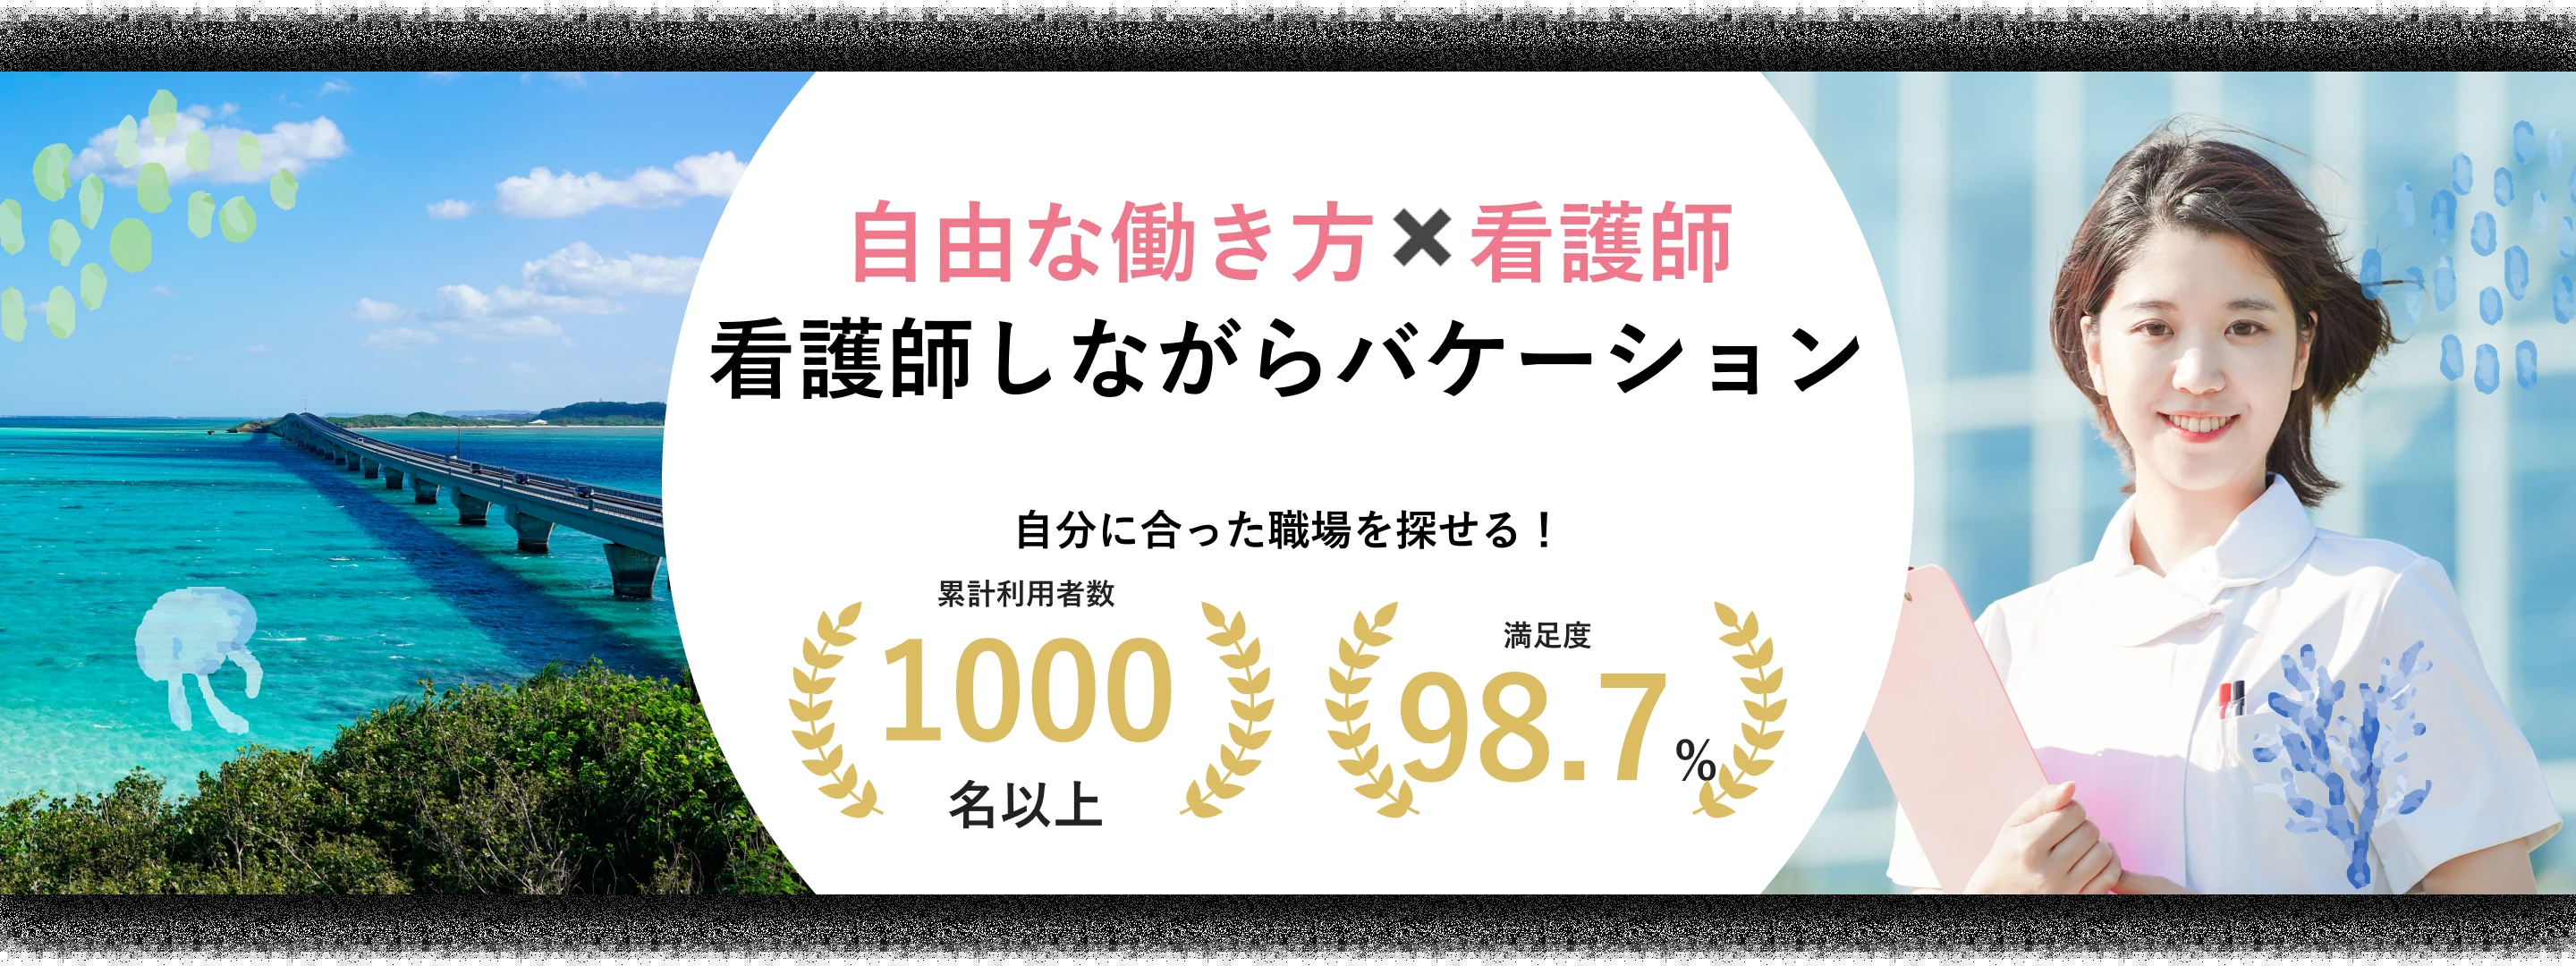 自由な働き方✖看護師
看護師しながらバケーション
自分に合った職場を探せる！
累計利用者数
1000
名以上
満足度
98.7%